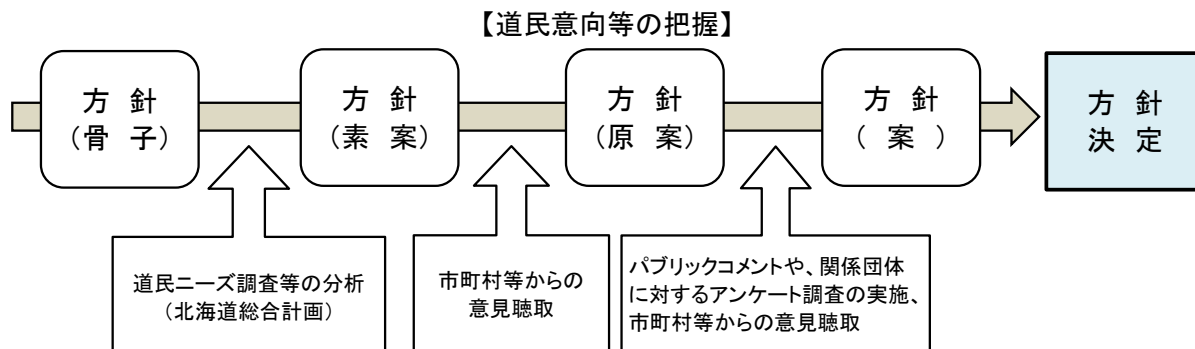 【道民意向等の把握】
方 針
（骨 子）
方 針
（素 案）
方 針
（原 案）
方 針
（ 案 ）
方 針
決 定
道民ニーズ調査等の分析
（北海道総合計画）
市町村等からの
意見聴取
パブリックコメントや、関係団体
に対するアンケート調査の実施、
市町村等からの意見聴取